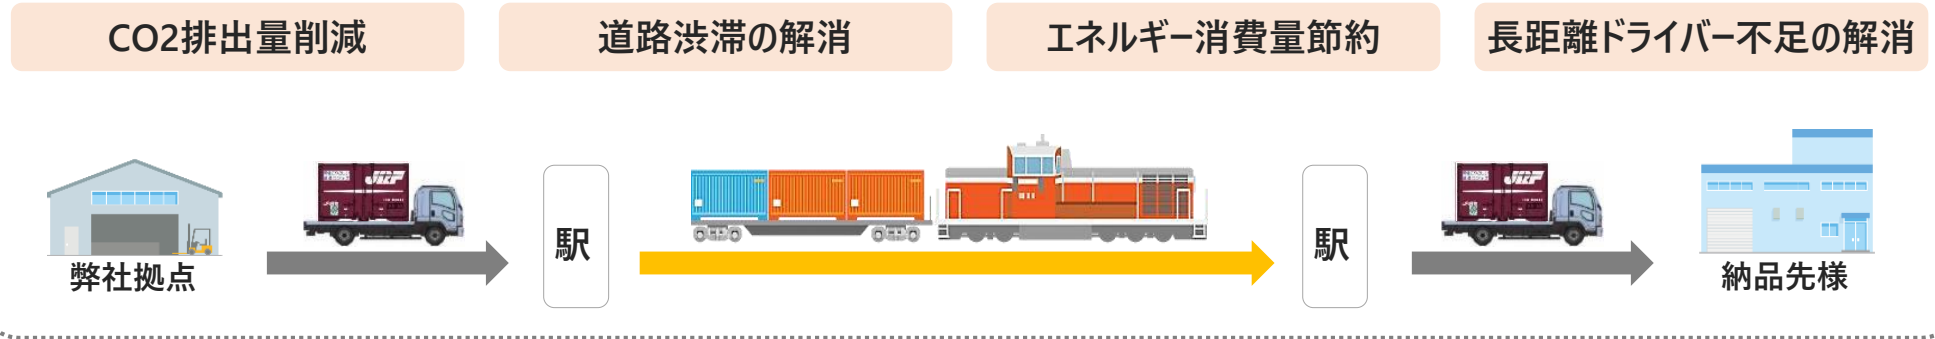 CO2排出量削減
道路渋滞の解消
エネルギー消費量節約
長距離ドライバー不足の解消
JRF
駅
駅
JRF
弊社拠点
納品先様